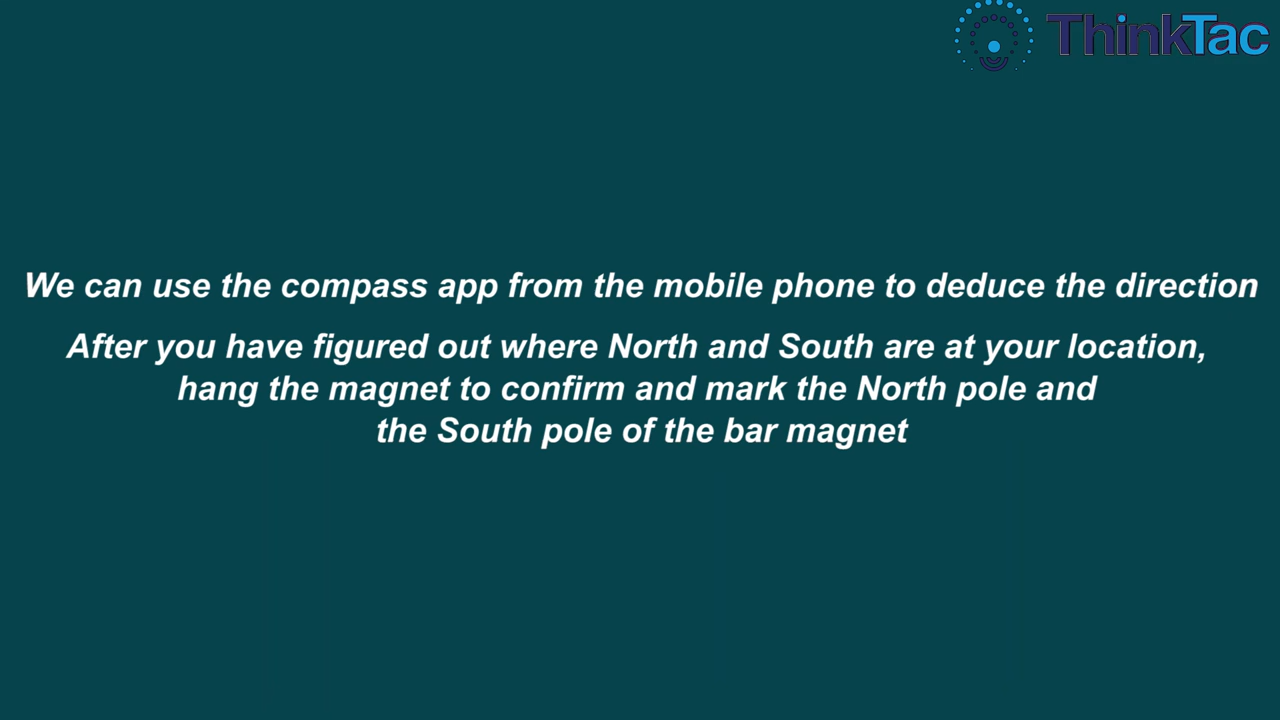 ThinkTac
We can use the compass app from the mobile phone to deduce the direction
After you have figured out where North and South are at your location,
hang the magnet to confirm and mark the North pole and
the South pole of the bar magnet